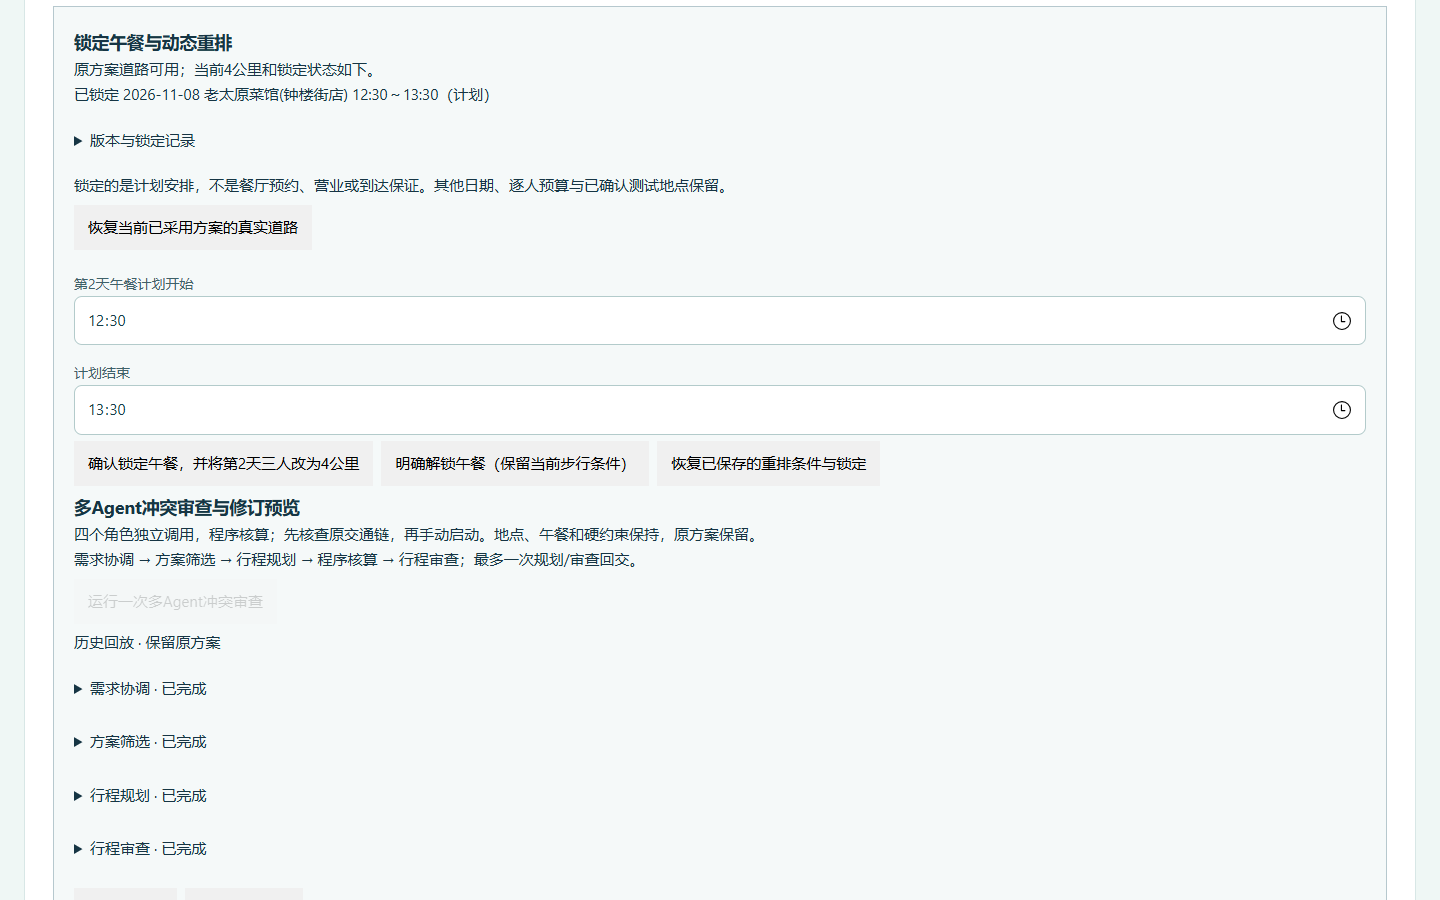 锁定午餐与动态重排
原方案道路可用；当前4公里和锁定状态如下。
已锁定 2026-11-08 老太原菜馆(钟楼街店) 12:30～13:30（计划）
版本与锁定记录
锁定的是计划安排，不是餐厅预约、营业或到达保证。其他日期、逐人预算与已确认测试地点保留。
恢复当前已采用方案的真实道路
第2天午餐计划开始
12:30
计划结束
13:30
确认锁定午餐，并将第2天三人改为4公里 明确解锁午餐（保留当前步行条件） 恢复已保存的重排条件与锁定
多Agent冲突审查与修订预览
四个角色独立调用，程序核算；先核查原交通链，再手动启动。地点、午餐和硬约束保持，原方案保留。
需求协调 → 方案筛选 → 行程规划 → 程序核算 → 行程审查；最多一次规划/审查回交。
运行一次多Agent冲突审查
历史回放 · 保留原方案
需求协调 · 已完成
方案筛选 · 已完成
行程规划 · 已完成
行程审查 · 已完成